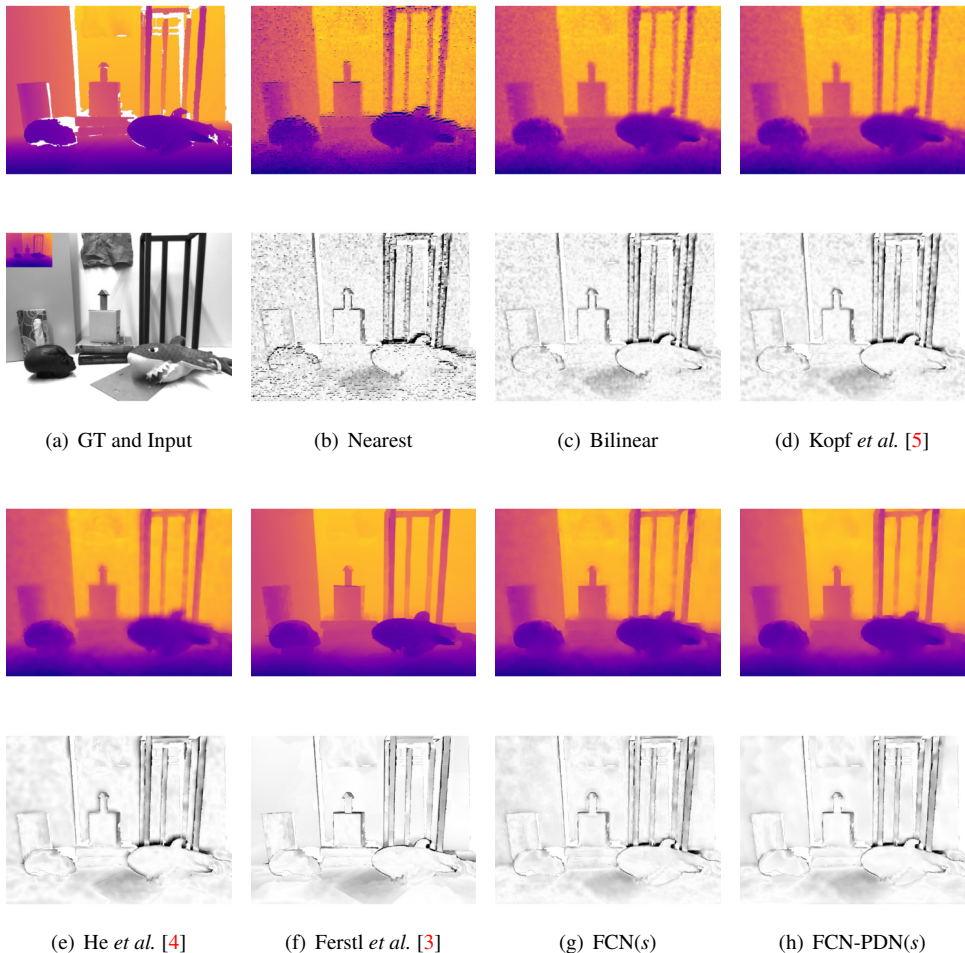 (a) GT and Input
(b) Nearest
(c) Bilinear
(d) Kopf et al. [5]
(e) He et al. [4]
(f) Ferstl et al. [3]
(g) FCN(s)
(h) FCN-PDN(s)